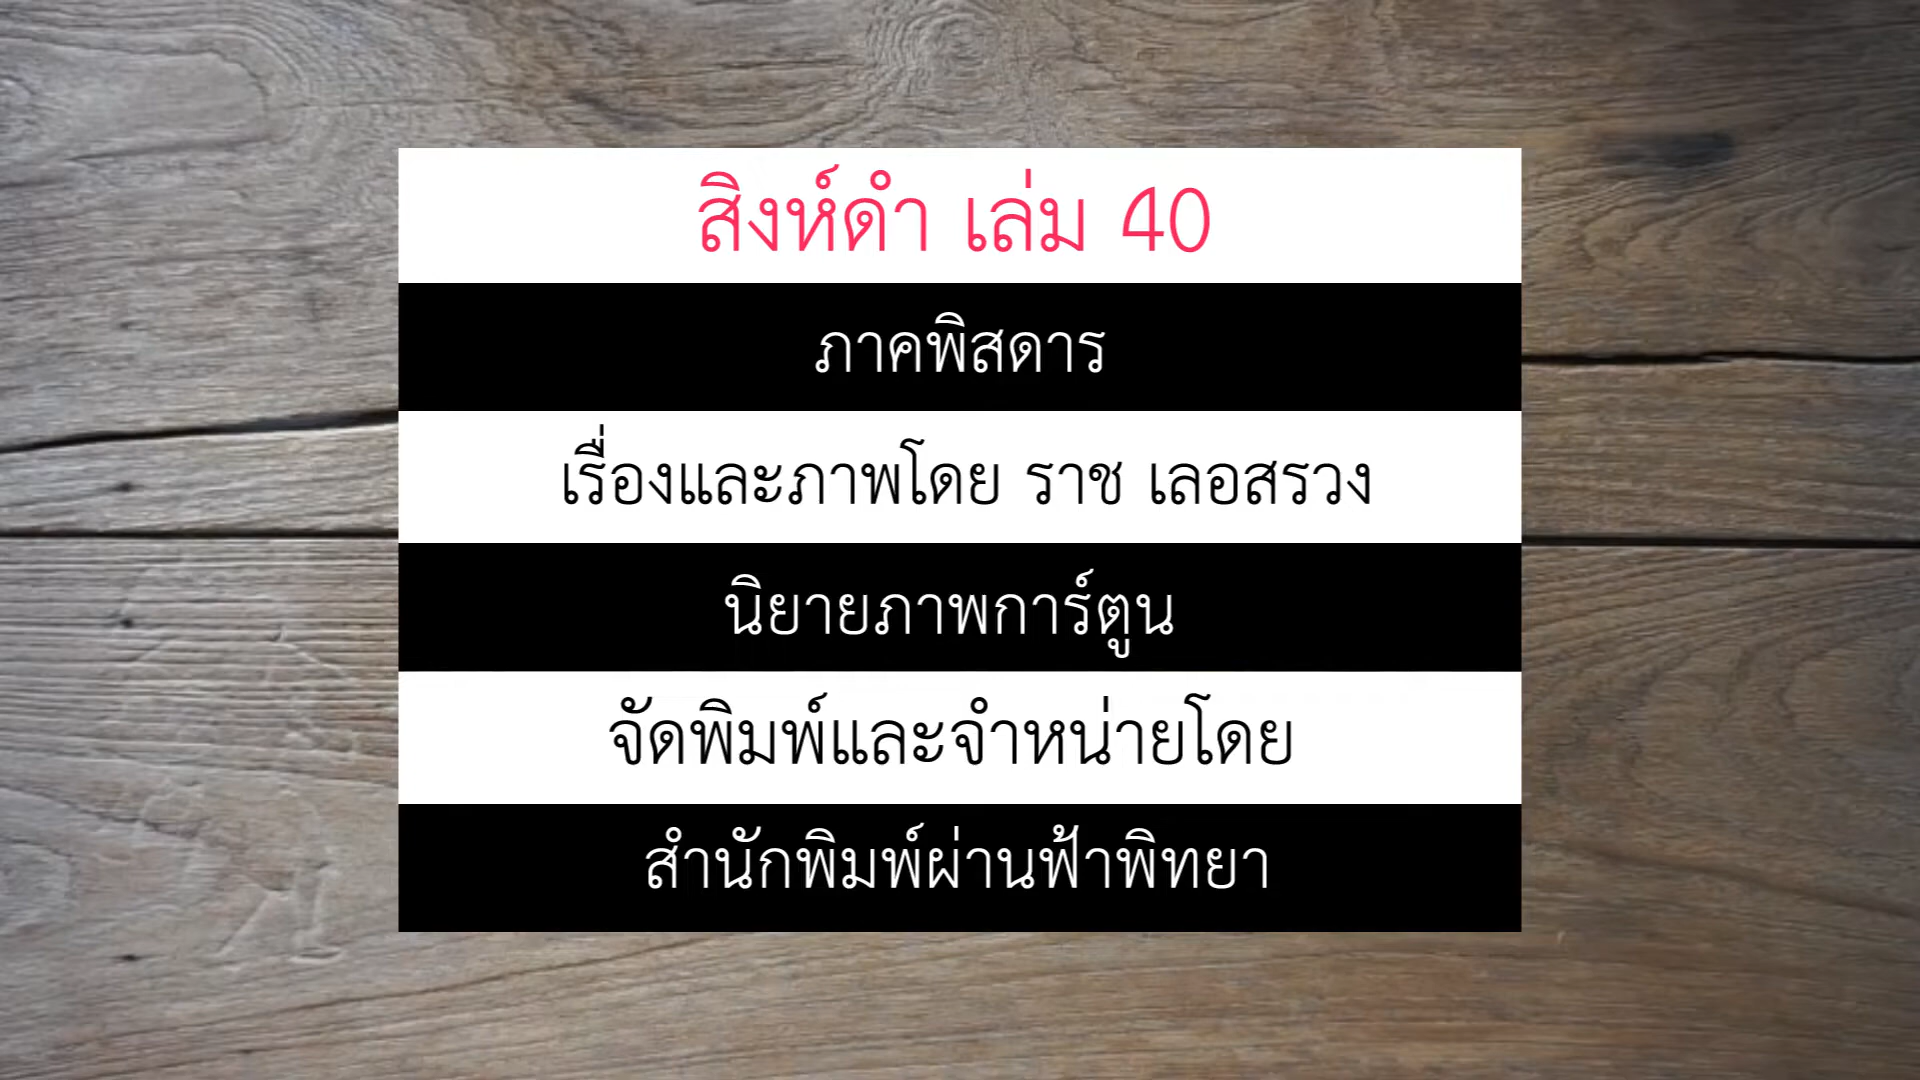 สิงห์ดำ เล่ม 40
ภาคพิสดาร
เรื่องและภาพโดย ราช เลอสรวง
นิยายภาพการ์ตูน
จัดพิมพ์และจำหน่ายโดย
สำนักพิมพ์ผ่านฟ้าพิทยา